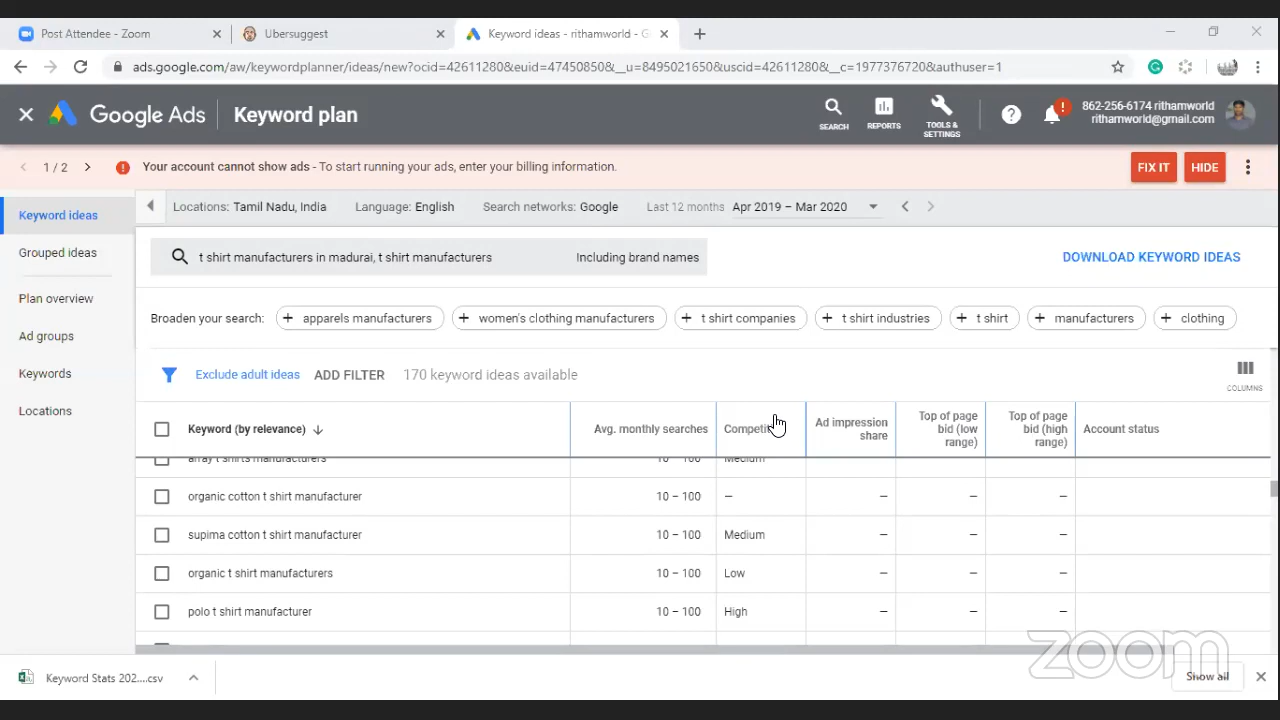 Post Attendee - Zoom
Ubersuggest
Keyword ideas - rithamworld - G
ads.google.com/aw/keywordplanner/ideas/new?ocid=42611280&euid=47450850&__u=8495021650&uscid=42611280&__c=1977376720&authuser=1
Google Ads
Keyword plan
SEARCH
REPORTS
TOOLS & SETTINGS
862-256-6174 rithamworld
rithamworld@gmail.com
1 / 2
Your account cannot show ads - To start running your ads, enter your billing information.
FIX IT
HIDE
Keyword ideas
Grouped ideas
Plan overview
Ad groups
Keywords
Locations
Locations: Tamil Nadu, India
Language: English
Search networks: Google
Last 12 months
Apr 2019 – Mar 2020
t shirt manufacturers in madurai, t shirt manufacturers
Including brand names
DOWNLOAD KEYWORD IDEAS
Broaden your search:
+ apparels manufacturers
+ women's clothing manufacturers
+ t shirt companies
+ t shirt industries
+ t shirt
+ manufacturers
+ clothing
Exclude adult ideas
ADD FILTER
170 keyword ideas available
COLUMNS
Keyword (by relevance)
Avg. monthly searches
Ad impression share
Top of page bid (low range)
Top of page bid (high range)
Account status
array t shirts manufacturers 10 – 100 Medium
organic cotton t shirt manufacturer 10 – 100 – – – –
supima cotton t shirt manufacturer 10 – 100 Medium – – –
organic t shirt manufacturers 10 – 100 Low – – –
polo t shirt manufacturer 10 – 100 High – – –
zoom
Keyword Stats 202....csv
Show all